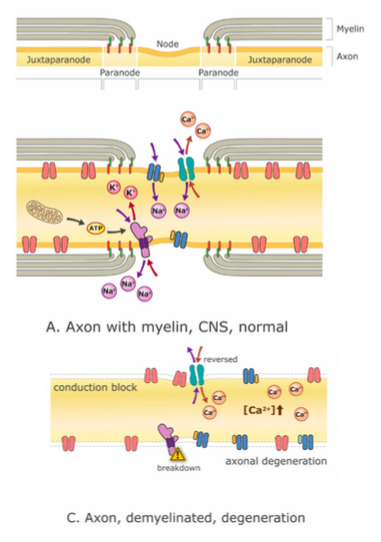 Myelin
Node
Axon
Juxtaparanode
Juxtaparanode
Paranode
Paranode
Ca²⁺
Ca²⁺
K⁺
K⁺
Na⁺
Na⁺
ATP
Na⁺
Na⁺
Na⁺
A. Axon with myelin, CNS, normal
reversed
conduction block
Ca²⁺
Ca²⁺
Ca²⁺
Ca²⁺
[Ca²⁺]↑
Ca²⁺
axonal degeneration
breakdown
C. Axon, demyelinated, degeneration